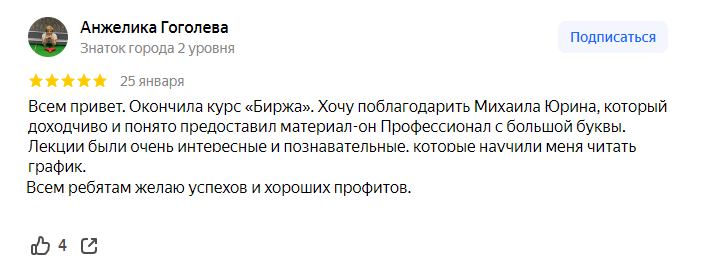 Анжелика Гоголева
Знаток города 2 уровня
Подписаться
25 января
Всем привет. Окончила курс «Биржа». Хочу поблагодарить Михаила Юрина, который
доходчиво и понято предоставил материал-он Профессионал с большой буквы.
Лекции были очень интересные и познавательные, которые научили меня читать
график.
Всем ребятам желаю успехов и хороших профитов.
4